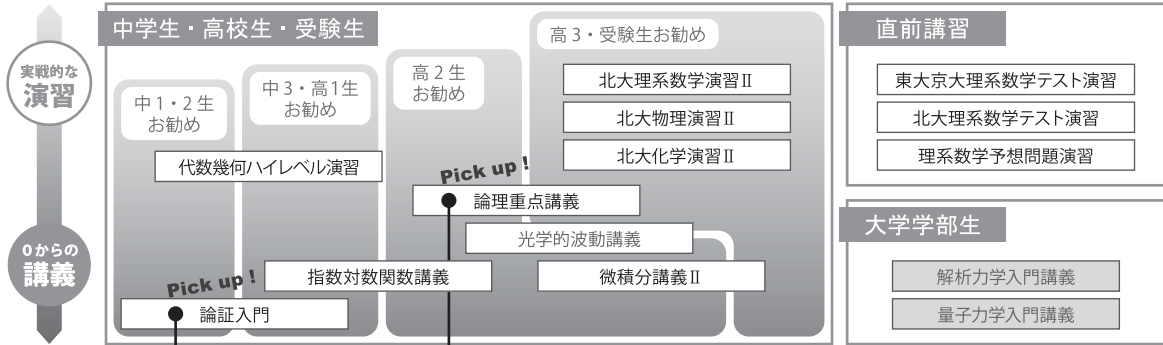 実戦的な
演習
0からの
講義
中学生・高校生・受験生
中1・2生
お勧め
中3・高1生
お勧め
高2生
お勧め
高3・受験生お勧め
北大理系数学演習Ⅱ
北大物理演習Ⅱ
北大化学演習Ⅱ
代数幾何ハイレベル演習
Pick up !
論理重点講義
光学的波動講義
指数対数関数講義
微積分講義Ⅱ
Pick up !
論証入門
直前講習
東大京大理系数学テスト演習
北大理系数学テスト演習
理系数学予想問題演習
大学学部生
解析力学入門講義
量子力学入門講義